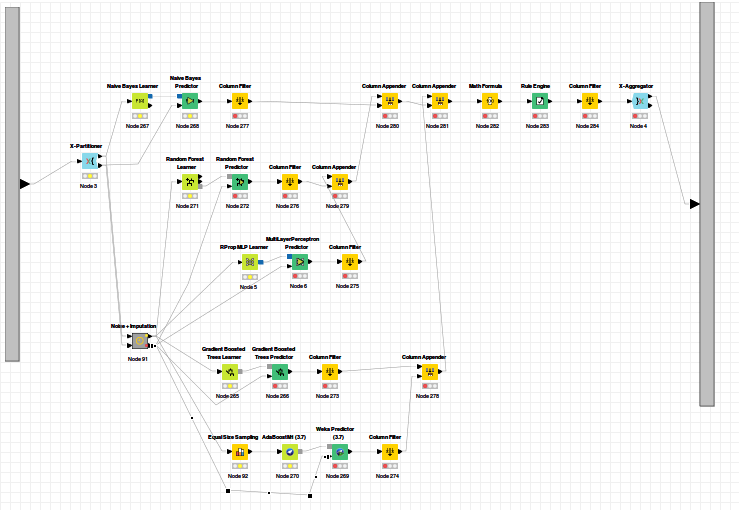 Naive Bayes Learner
Node 267
Naive Bayes
Predictor
Node 268
Column Filter
Node 277
Column Appender
Node 280
Column Appender
Node 281
Math Formula
Node 282
Rule Engine
Node 283
Column Filter
Node 284
X-Aggregator
Node 4
X-Partitioner
Node 3
Random Forest
Learner
Node 271
Random Forest
Predictor
Node 272
Column Filter
Node 276
Column Appender
Node 279
RProp MLP Learner
Node 5
MultiLayerPerceptron
Predictor
Node 6
Column Filter
Node 275
Noise + Imputation
Node 91
Gradient Boosted
Trees Learner
Node 265
Gradient Boosted
Trees Predictor
Node 266
Column Filter
Node 273
Column Appender
Node 278
Equal Size Sampling
Node 92
AdaBoostM1 (3.7)
Node 270
Weka Predictor
(3.7)
Node 269
Column Filter
Node 274